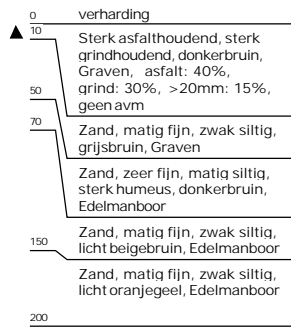 0 verharding
10 Sterk asfalthoudend, sterk
grindhoudend, donkerbruin,
Graven, asfalt: 40%,
grind: 30%, >20mm: 15%,
geen avm
50
Zand, matig fijn, zwak siltig,
grijsbruin, Graven
70
Zand, zeer fijn, matig siltig,
sterk humeus, donkerbruin,
Edelmanboor
Zand, matig fijn, zwak siltig,
licht beigebruin, Edelmanboor
150
Zand, matig fijn, zwak siltig,
licht oranjegeel, Edelmanboor
200